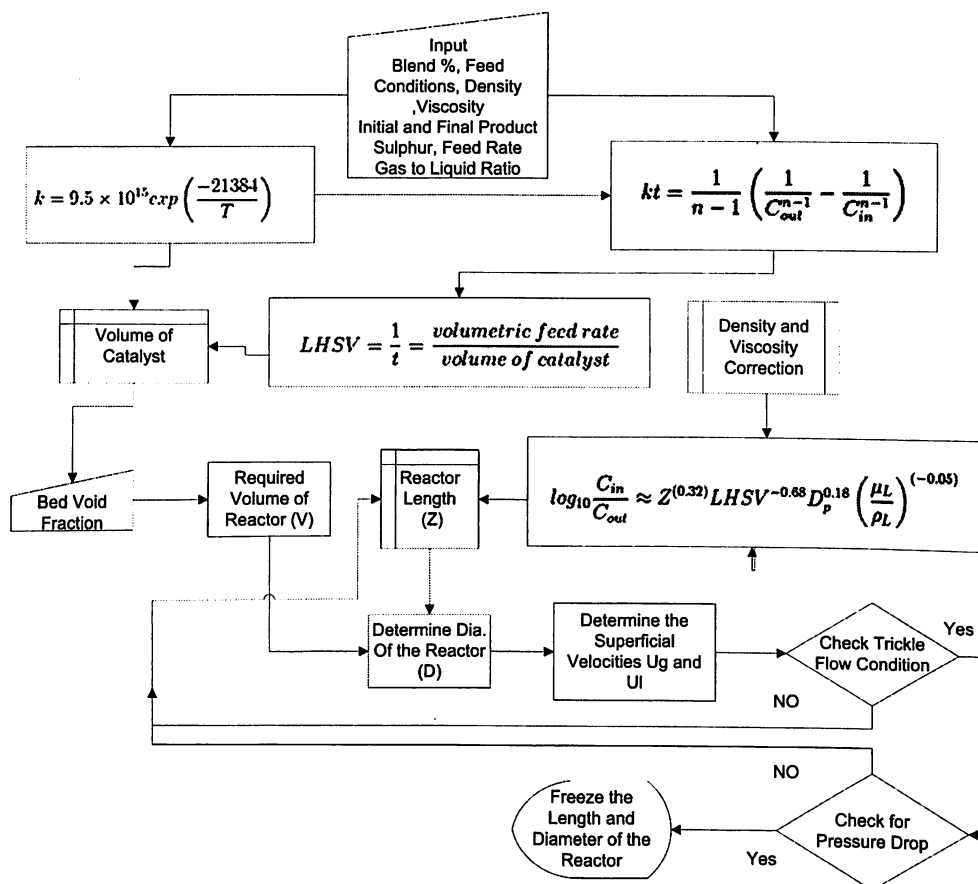 Input
Blend %, Feed
Conditions, Density
,Viscosity
Initial and Final Product
Sulphur, Feed Rate
Gas to Liquid Ratio
k = 9.5 × 10^15 cxp (-21384 / T)
kt = 1 / (n - 1) (1 / C_out^{n-1} - 1 / C_in^{n-1})
Volume of
Catalyst
LHSV = 1 / t = volumetric feed rate / volume of catalyst
Density and
Viscosity
Correction
Bed Void
Fraction
Required
Volume of
Reactor (V)
Reactor
Length
(Z)
log10 C_in / C_out ≈ Z^(0.32) LHSV^-0.68 D_p^0.18 (μ_L / ρ_L)^(-0.05)
Determine Dia.
Of the Reactor
(D)
Determine the
Superficial
Velocities Ug and
Ul
Check Trickle
Flow Condition
Yes
NO
NO
Freeze the
Length and
Diameter of the
Reactor
Yes
Check for
Pressure Drop